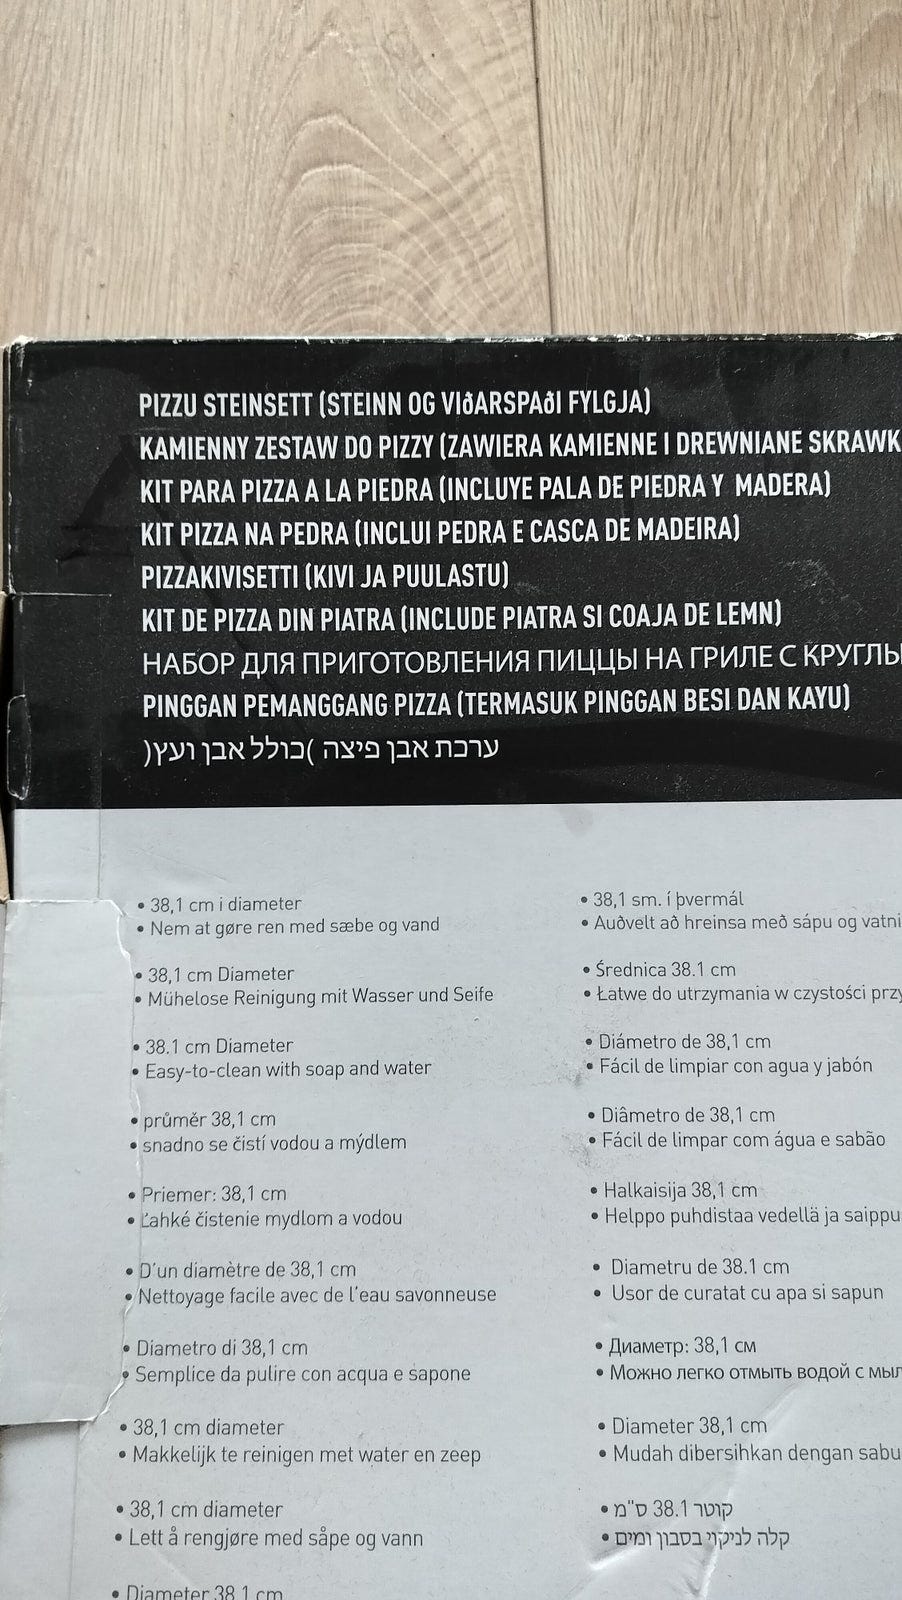 PIZZU STEINSETT (STEINN OG VIðARSPAðI FYLGJA)
KAMIENNY ZESTAW DO PIZZY (ZAWIERA KAMIENNE I DREWNIANE SKRAWK
KIT PARA PIZZA A LA PIEDRA (INCLUYE PALA DE PIEDRA Y MADERA)
KIT PIZZA NA PEDRA (INCLUI PEDRA E CASCA DE MADEIRA)
PIZZAKIVISETTI (KIVI JA PUULASTU)
KIT DE PIZZA DIN PIATRA (INCLUDE PIATRA SI COAJA DE LEMN)
НАБОР ДЛЯ ПРИГОТОВЛЕНИЯ ПИЦЦЫ НА ГРИЛЕ С КРУГЛЫ
PINGGAN PEMANGGANG PIZZA (TERMASUK PINGGAN BESI DAN KAYU)
ערכת אבן פיצה )כולל אבן ועץ(
• 38,1 cm i diameter
• Nem at gøre ren med sæbe og vand
• 38,1 cm Diameter
• Mühelose Reinigung mit Wasser und Seife
• 38.1 cm Diameter
• Easy-to-clean with soap and water
• průměr 38,1 cm
• snadno se čistí vodou a mýdlem
• Priemer: 38,1 cm
• Ľahké čistenie mydlom a vodou
• D'un diamètre de 38,1 cm
• Nettoyage facile avec de l'eau savonneuse
• Diametro di 38,1 cm
• Semplice da pulire con acqua e sapone
• 38,1 cm diameter
• Makkelijk te reinigen met water en zeep
• 38,1 cm diameter
• Lett å rengjøre med såpe og vann
• Diameter 38,1 cm
• 38,1 sm. í þvermál
• Auðvelt að hreinsa með sápu og vatni
• Średnica 38.1 cm
• Łatwe do utrzymania w czystości przy
• Diámetro de 38,1 cm
• Fácil de limpiar con agua y jabón
• Diâmetro de 38,1 cm
• Fácil de limpar com água e sabão
• Halkaisija 38,1 cm
• Helppo puhdistaa vedellä ja saippu
• Diametru de 38.1 cm
• Usor de curatat cu apa si sapun
• Диаметр: 38,1 см
• Можно легко отмыть водой с мыл
• Diameter 38,1 cm
• Mudah dibersihkan dengan sabu
• קוטר 38.1 ס"מ
• קלה לניקוי בסבון ומים